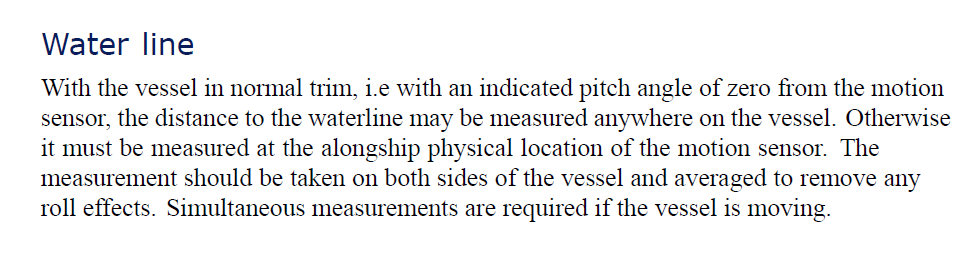 Water line
With the vessel in normal trim, i.e with an indicated pitch angle of zero from the motion
sensor, the distance to the waterline may be measured anywhere on the vessel. Otherwise
it must be measured at the alongship physical location of the motion sensor. The
measurement should be taken on both sides of the vessel and averaged to remove any
roll effects. Simultaneous measurements are required if the vessel is moving.